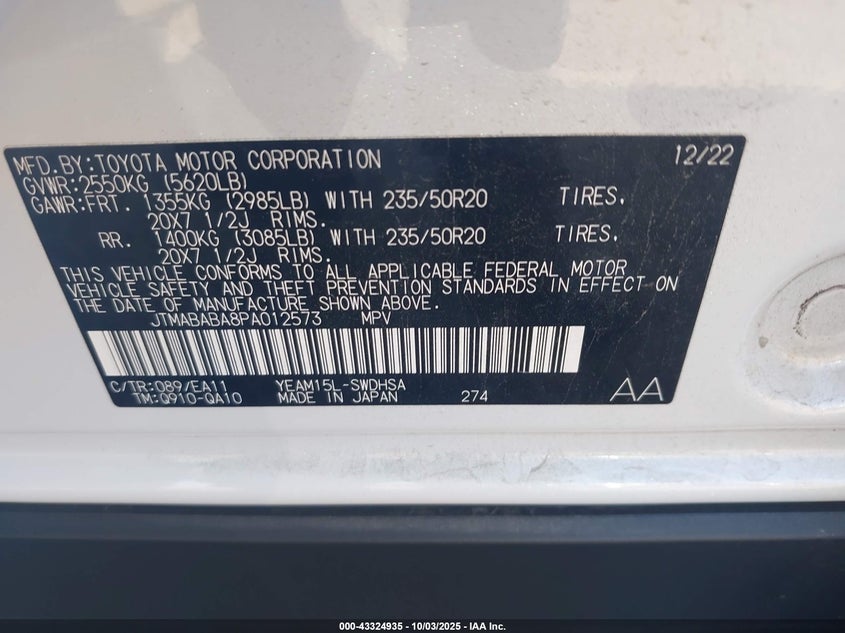 MFD.BY:TOYOTA MOTOR CORPORATION 12/22
GVWR:2550KG (5620LB)
GAWR:FRT. 1355KG (2985LB) WITH 235/50R20 TIRES.
20X7 1/2J RIMS.
RR. 1400KG (3085LB) WITH 235/50R20 TIRES.
20X7 1/2J RIMS.
THIS VEHICLE CONFORMS TO ALL APPLICABLE FEDERAL MOTOR
VEHICLE SAFETY AND THEFT PREVENTION STANDARDS IN EFFECT ON
THE DATE OF MANUFACTURE SHOWN ABOVE.
JTMABABA8PA012573 MPV
C/TR:089/EA11 YEAM15L-SWDHSA
TM:Q910-QA10 MADE IN JAPAN 274 AA
000-43324935 - 10/03/2025 - IAA Inc.